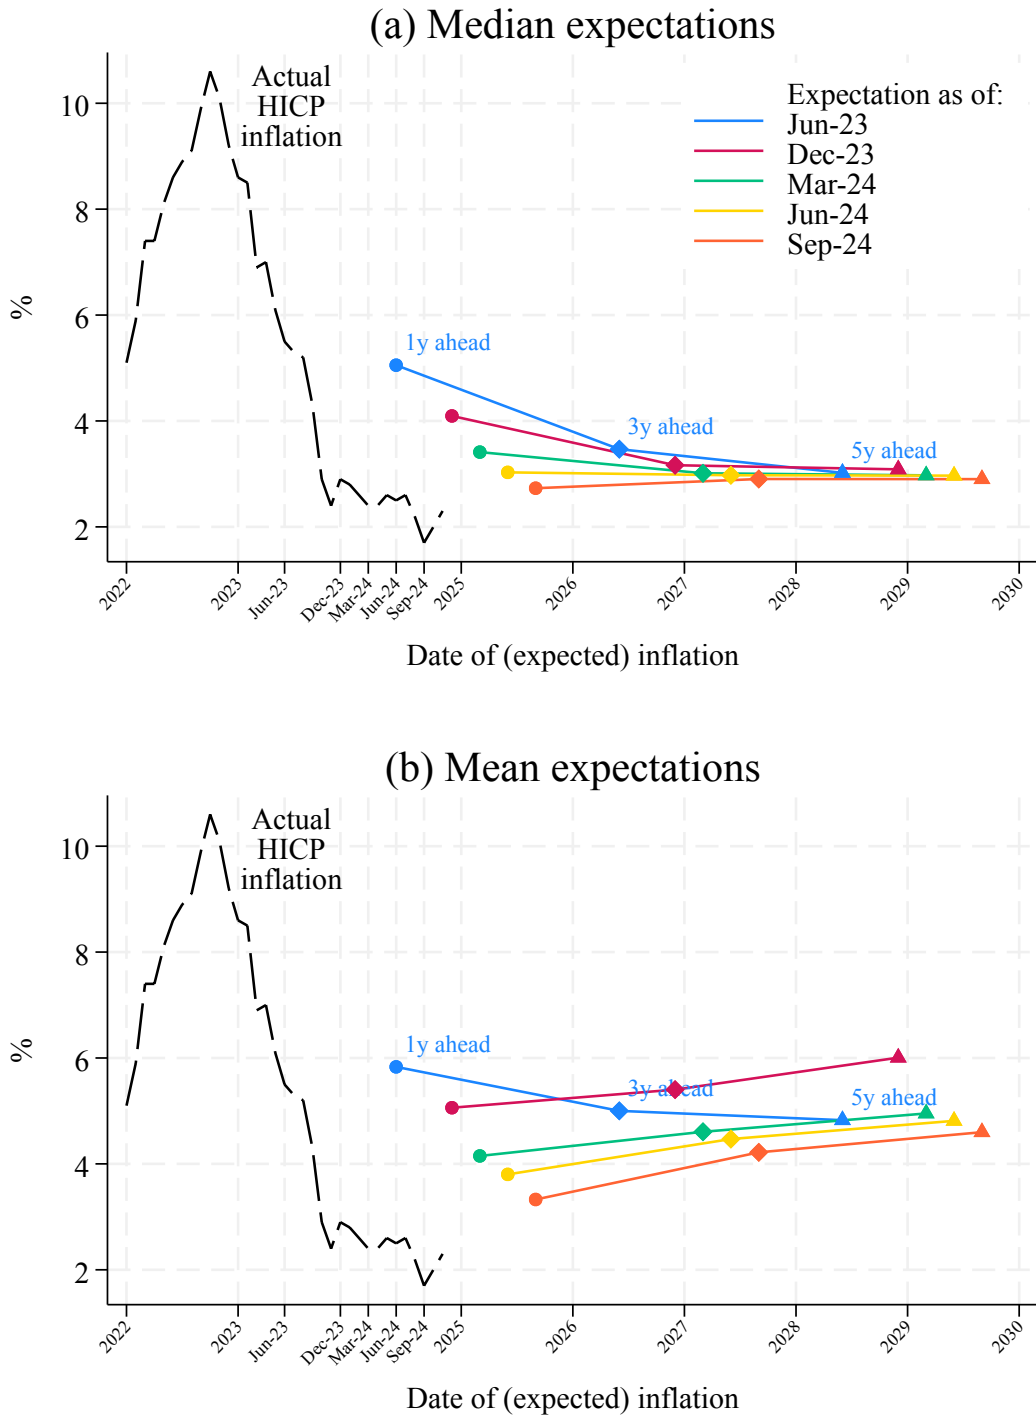 (a) Median expectations
Actual
HICP
inflation
Expectation as of:
Jun-23
Dec-23
Mar-24
Jun-24
Sep-24
10
8
6
4
2
%
1y ahead
3y ahead
5y ahead
2022
2023
Jun-23
Dec-23
Mar-24
Jun-24
Sep-24
2025
2026
2027
2028
2029
2030
Date of (expected) inflation
(b) Mean expectations
Actual
HICP
inflation
10
8
6
4
2
%
1y ahead
3y ahead
5y ahead
2022
2023
Jun-23
Dec-23
Mar-24
Jun-24
Sep-24
2025
2026
2027
2028
2029
2030
Date of (expected) inflation